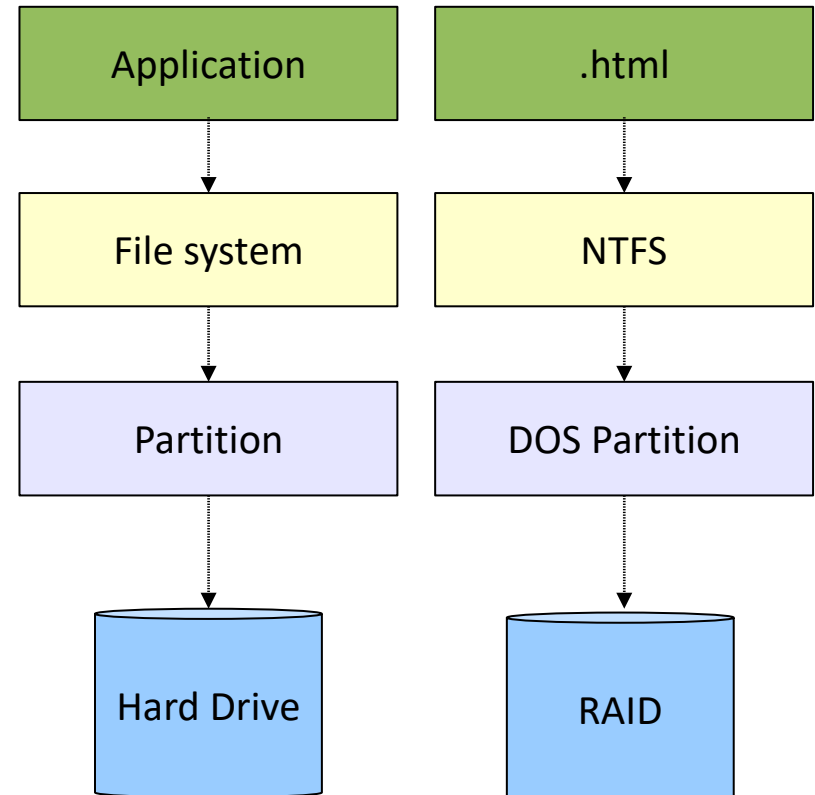 Application
.html
File system
NTFS
Partition
DOS Partition
Hard Drive
RAID